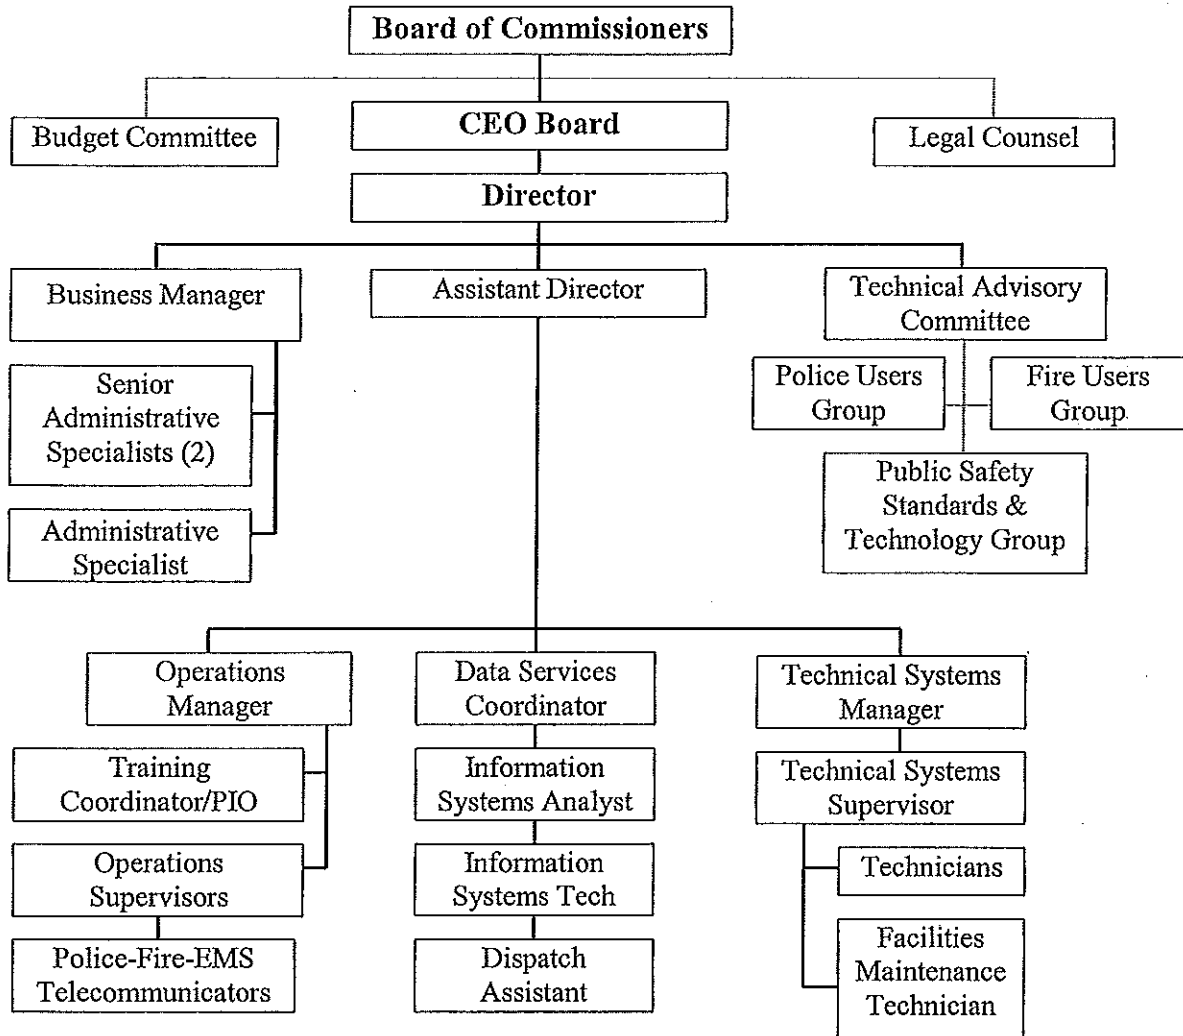 Board of Commissioners
Budget Committee
CEO Board
Legal Counsel
Director
Business Manager
Assistant Director
Technical Advisory
Committee
Senior
Administrative
Specialists (2)
Police Users
Group
Fire Users
Group
Administrative
Specialist
Public Safety
Standards &
Technology Group
Operations
Manager
Data Services
Coordinator
Technical Systems
Manager
Training
Coordinator/PIO
Information
Systems Analyst
Technical Systems
Supervisor
Operations
Supervisors
Information
Systems Tech
Technicians
Police-Fire-EMS
Telecommunicators
Dispatch
Assistant
Facilities
Maintenance
Technician